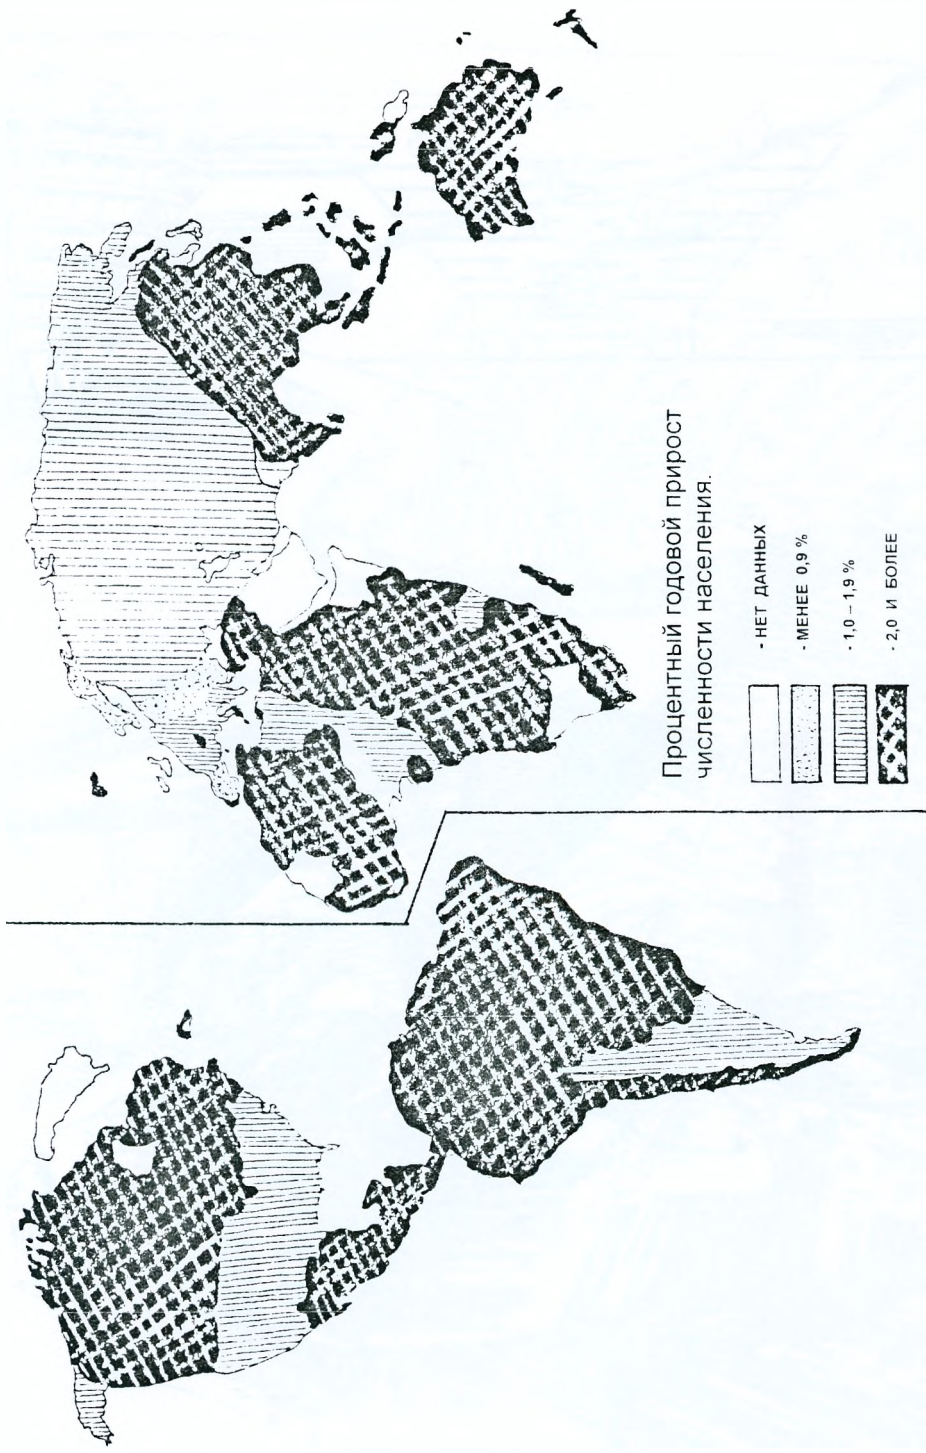 Процентный годовой прирост
численности населения.
- НЕТ ДАННЫХ
- МЕНЕЕ 0,9 %
- 1,0 – 1,9 %
- 2,0 И БОЛЕЕ